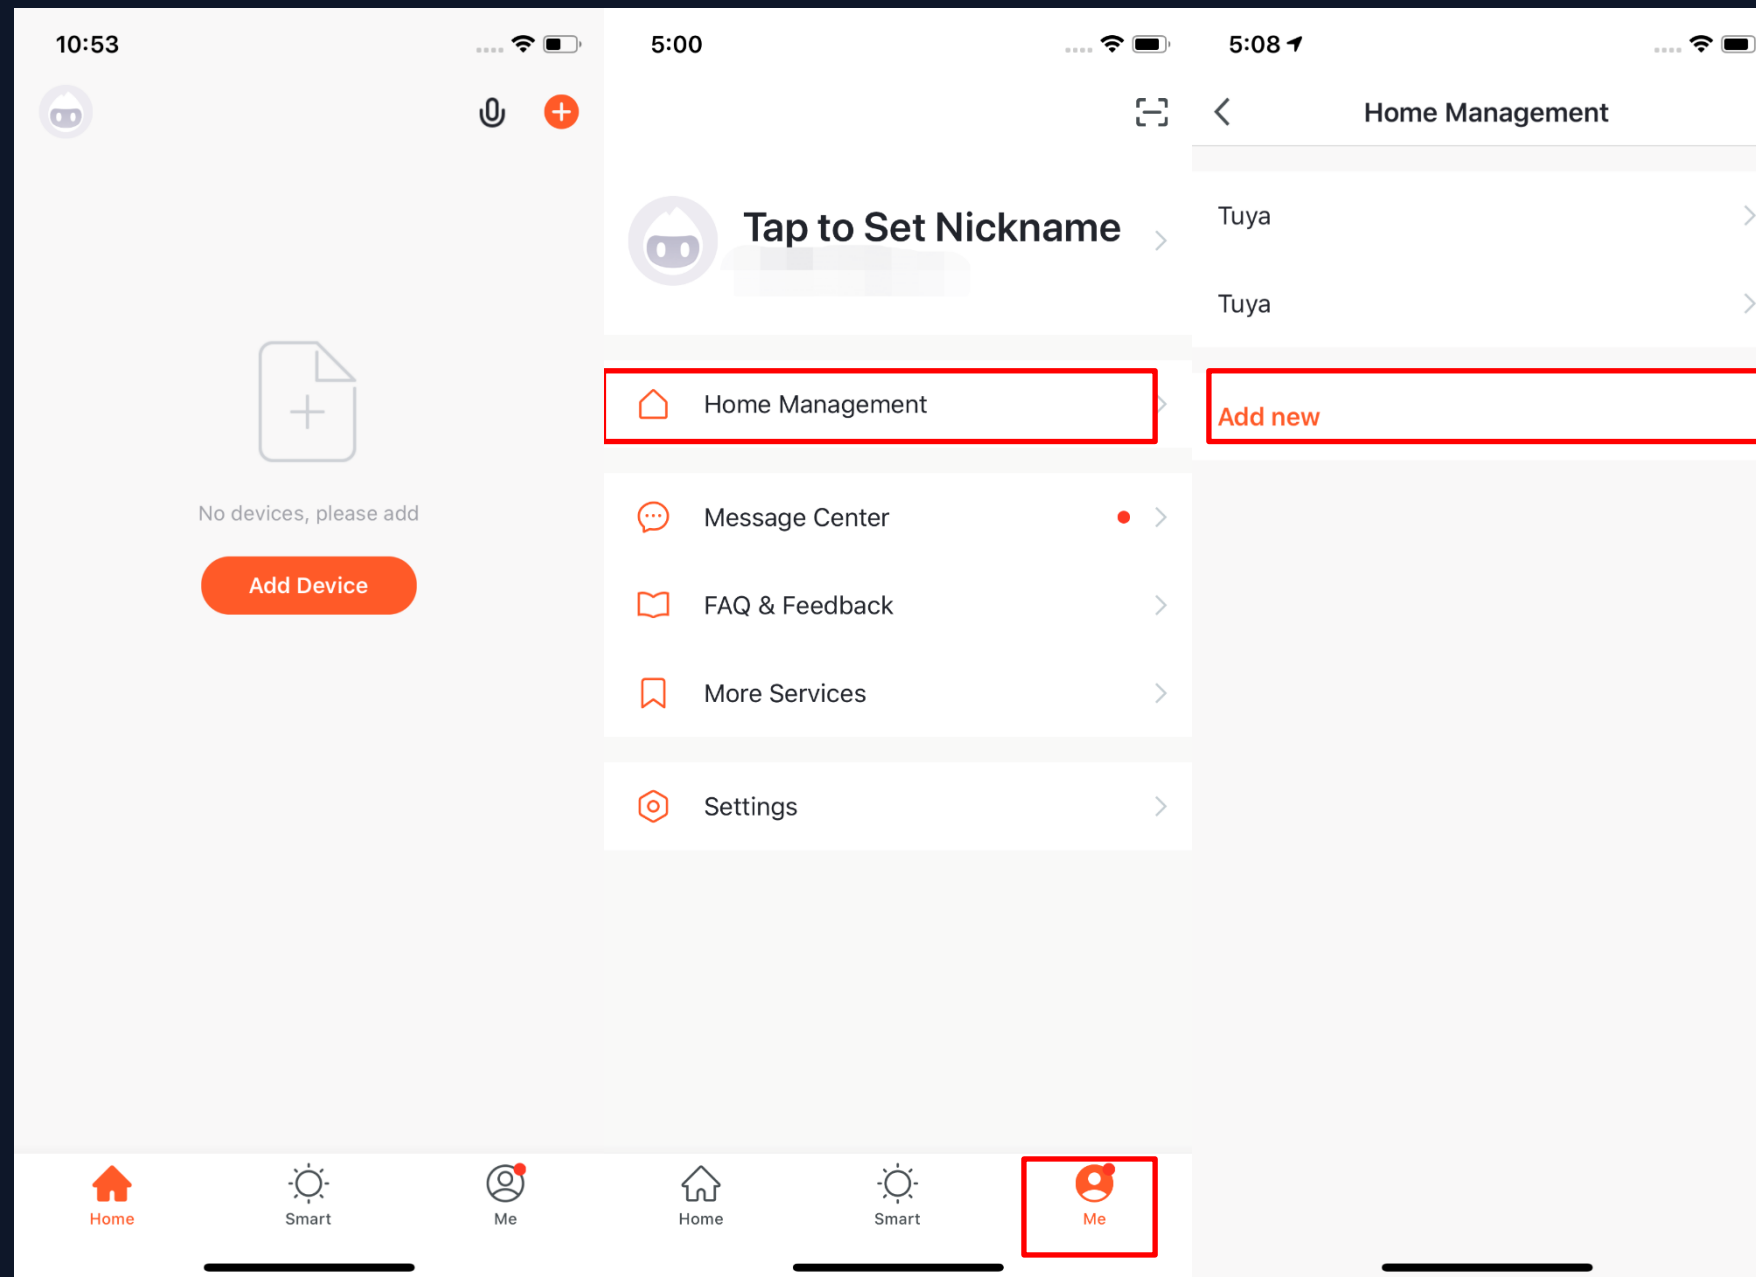 10:53
No devices, please add
Add Device
Home
Smart
Me
5:00
Tap to Set Nickname
Home Management
Message Center
FAQ & Feedback
More Services
Settings
Home
Smart
Me
5:08
Home Management
Tuya
Tuya
Add new